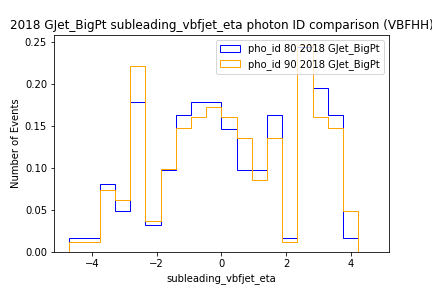 2018 GJet_BigPt subleading_vbfjet_eta photon ID comparison (VBFHH)
0.25
pho_id 80 2018 GJet_BigPt
pho_id 90 2018 GJet_BigPt
0.20
0.15
Number of Events
0.10
0.05
0.00
−4 −2 0 2 4
subleading_vbfjet_eta